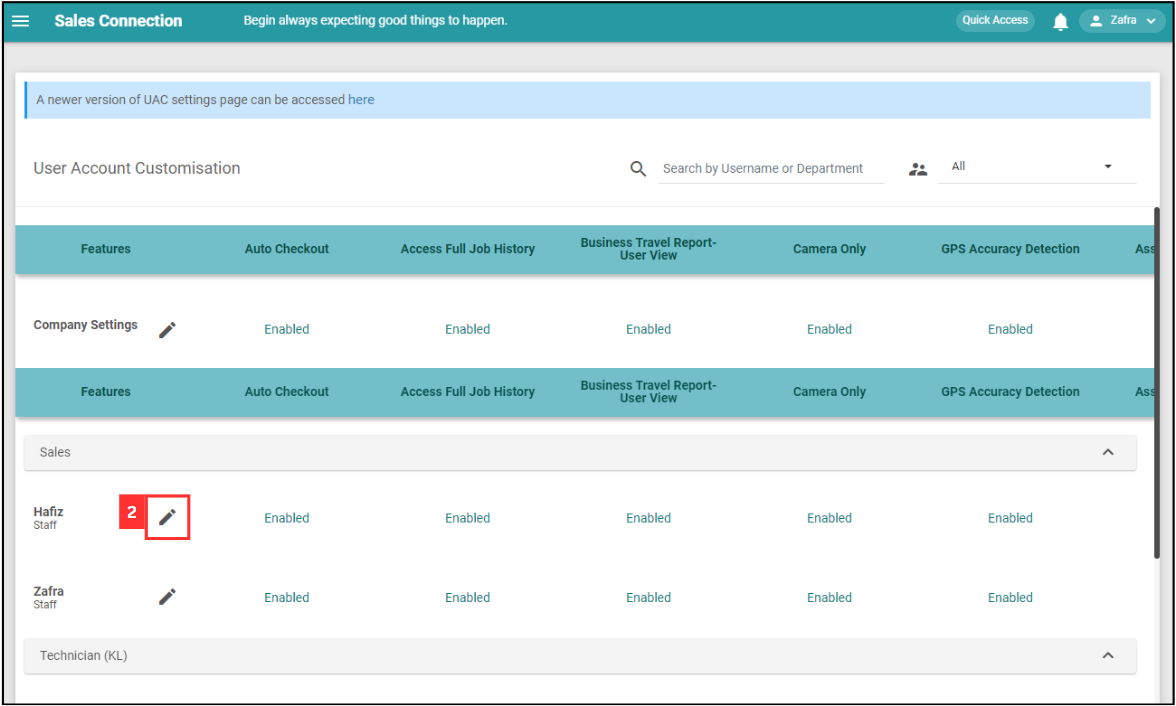 Sales Connection Begin always expecting good things to happen. Quick Access Zafra
A newer version of UAC settings page can be accessed here
User Account Customisation Search by Username or Department All
Features Auto Checkout Access Full Job History Business Travel Report- User View Camera Only GPS Accuracy Detection Ass
Company Settings Enabled Enabled Enabled Enabled Enabled
Features Auto Checkout Access Full Job History Business Travel Report- User View Camera Only GPS Accuracy Detection Ass
Sales
Hafiz 2 Enabled Enabled Enabled Enabled Enabled
Staff
Zafra Enabled Enabled Enabled Enabled Enabled
Staff
Technician (KL)